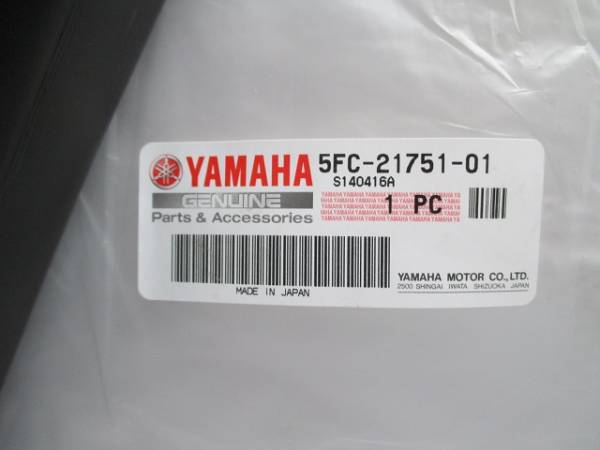 YAMAHA 5FC-21751-01
S140416A
GENUINE
Parts & Accessories
1 PC
MADE IN JAPAN
YAMAHA MOTOR CO., LTD.
2500 SHINGAI IWATA SHIZUOKA JAPAN